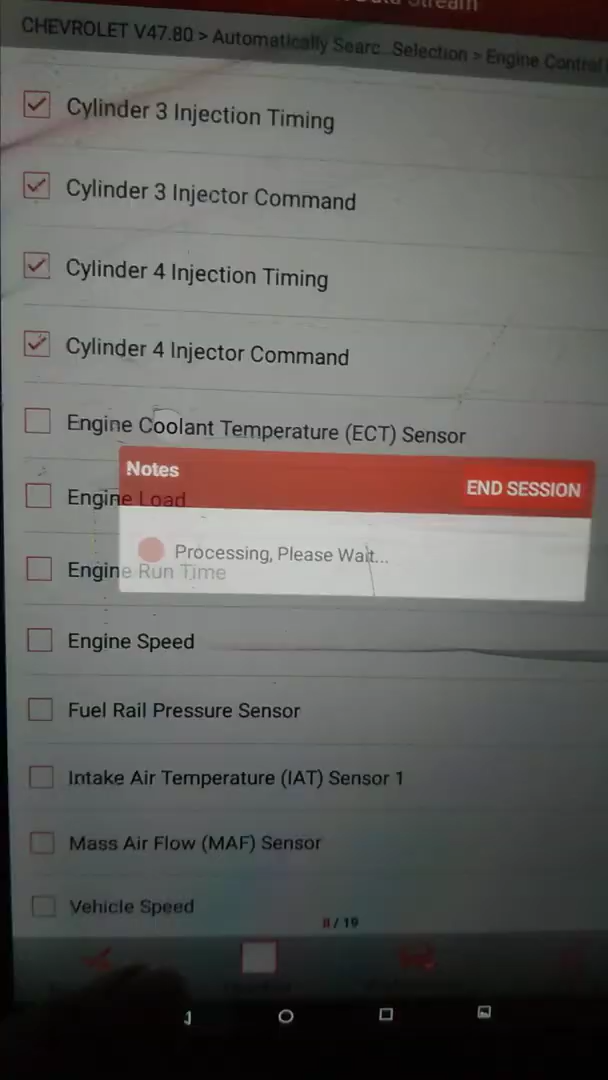 Stream
CHEVROLET V47.80 > Automatically Searc...Selection > Engine Control
Cylinder 3 Injection Timing
Cylinder 3 Injector Command
Cylinder 4 Injection Timing
Cylinder 4 Injector Command
Engine Coolant Temperature (ECT) Sensor
Notes
END SESSION
Engine Load
Processing, Please Wait...
Engine Run Time
Engine Speed
Fuel Rail Pressure Sensor
Intake Air Temperature (IAT) Sensor 1
Mass Air Flow (MAF) Sensor
Vehicle Speed
8 / 19